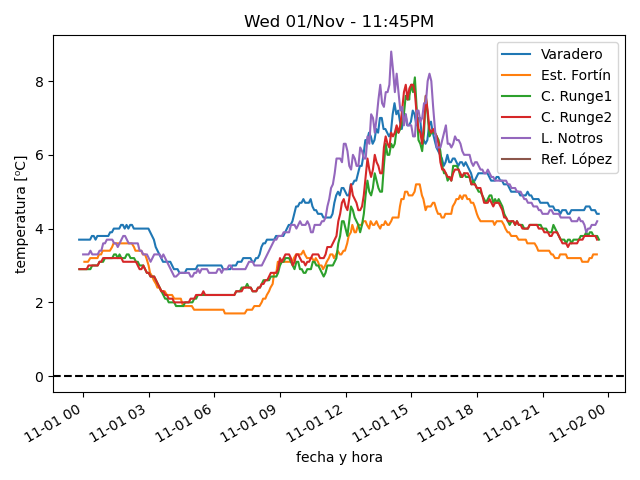 Wed 01/Nov - 11:45PM
temperatura [ºC]
8
6
4
2
0
Varadero
Est. Fortín
C. Runge1
C. Runge2
L. Notros
Ref. López
11-01 00
11-01 03
11-01 06
11-01 09
11-01 12
11-01 15
11-01 18
11-01 21
11-02 00
fecha y hora